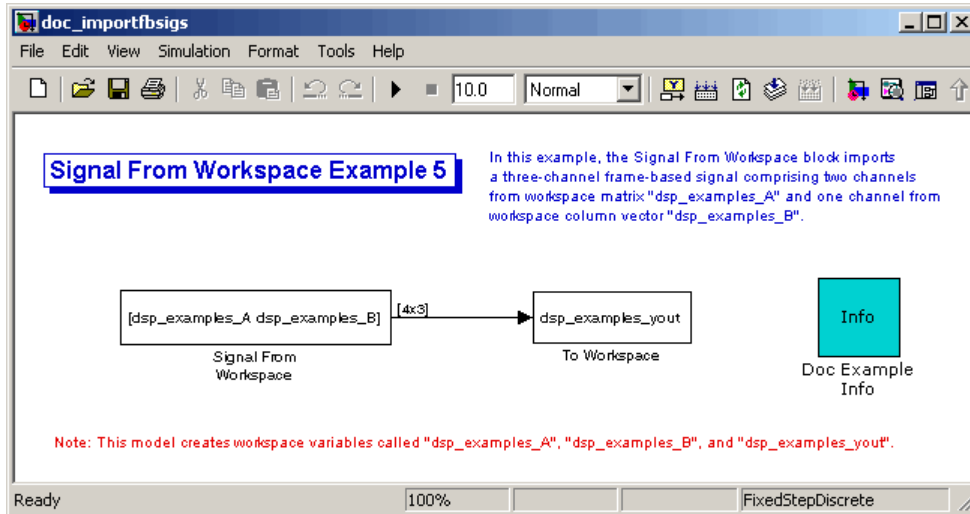 doc_importfbsigs
File Edit View Simulation Format Tools Help
10.0 Normal
Signal From Workspace Example 5
In this example, the Signal From Workspace block imports
a three-channel frame-based signal comprising two channels
from workspace matrix "dsp_examples_A" and one channel from
workspace column vector "dsp_examples_B".
[dsp_examples_A dsp_examples_B]
[4x3]
dsp_examples_yout
Info
Signal From
Workspace
To Workspace
Doc Example
Info
Note: This model creates workspace variables called "dsp_examples_A", "dsp_examples_B", and "dsp_examples_yout".
Ready 100% FixedStepDiscrete